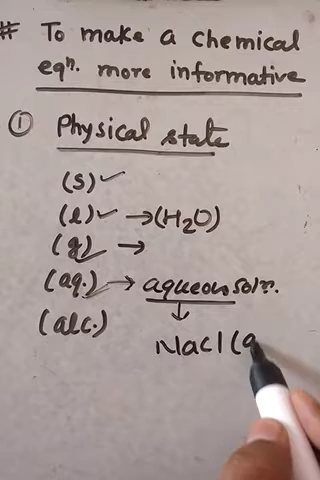 # To make a chemical
eqⁿ. more informative
① Physical state
(s) ✓
(l) ✓ → (H₂O)
(g) →
(aq.) → aqueous solⁿ.
↓
(alc.)
NaCl (a